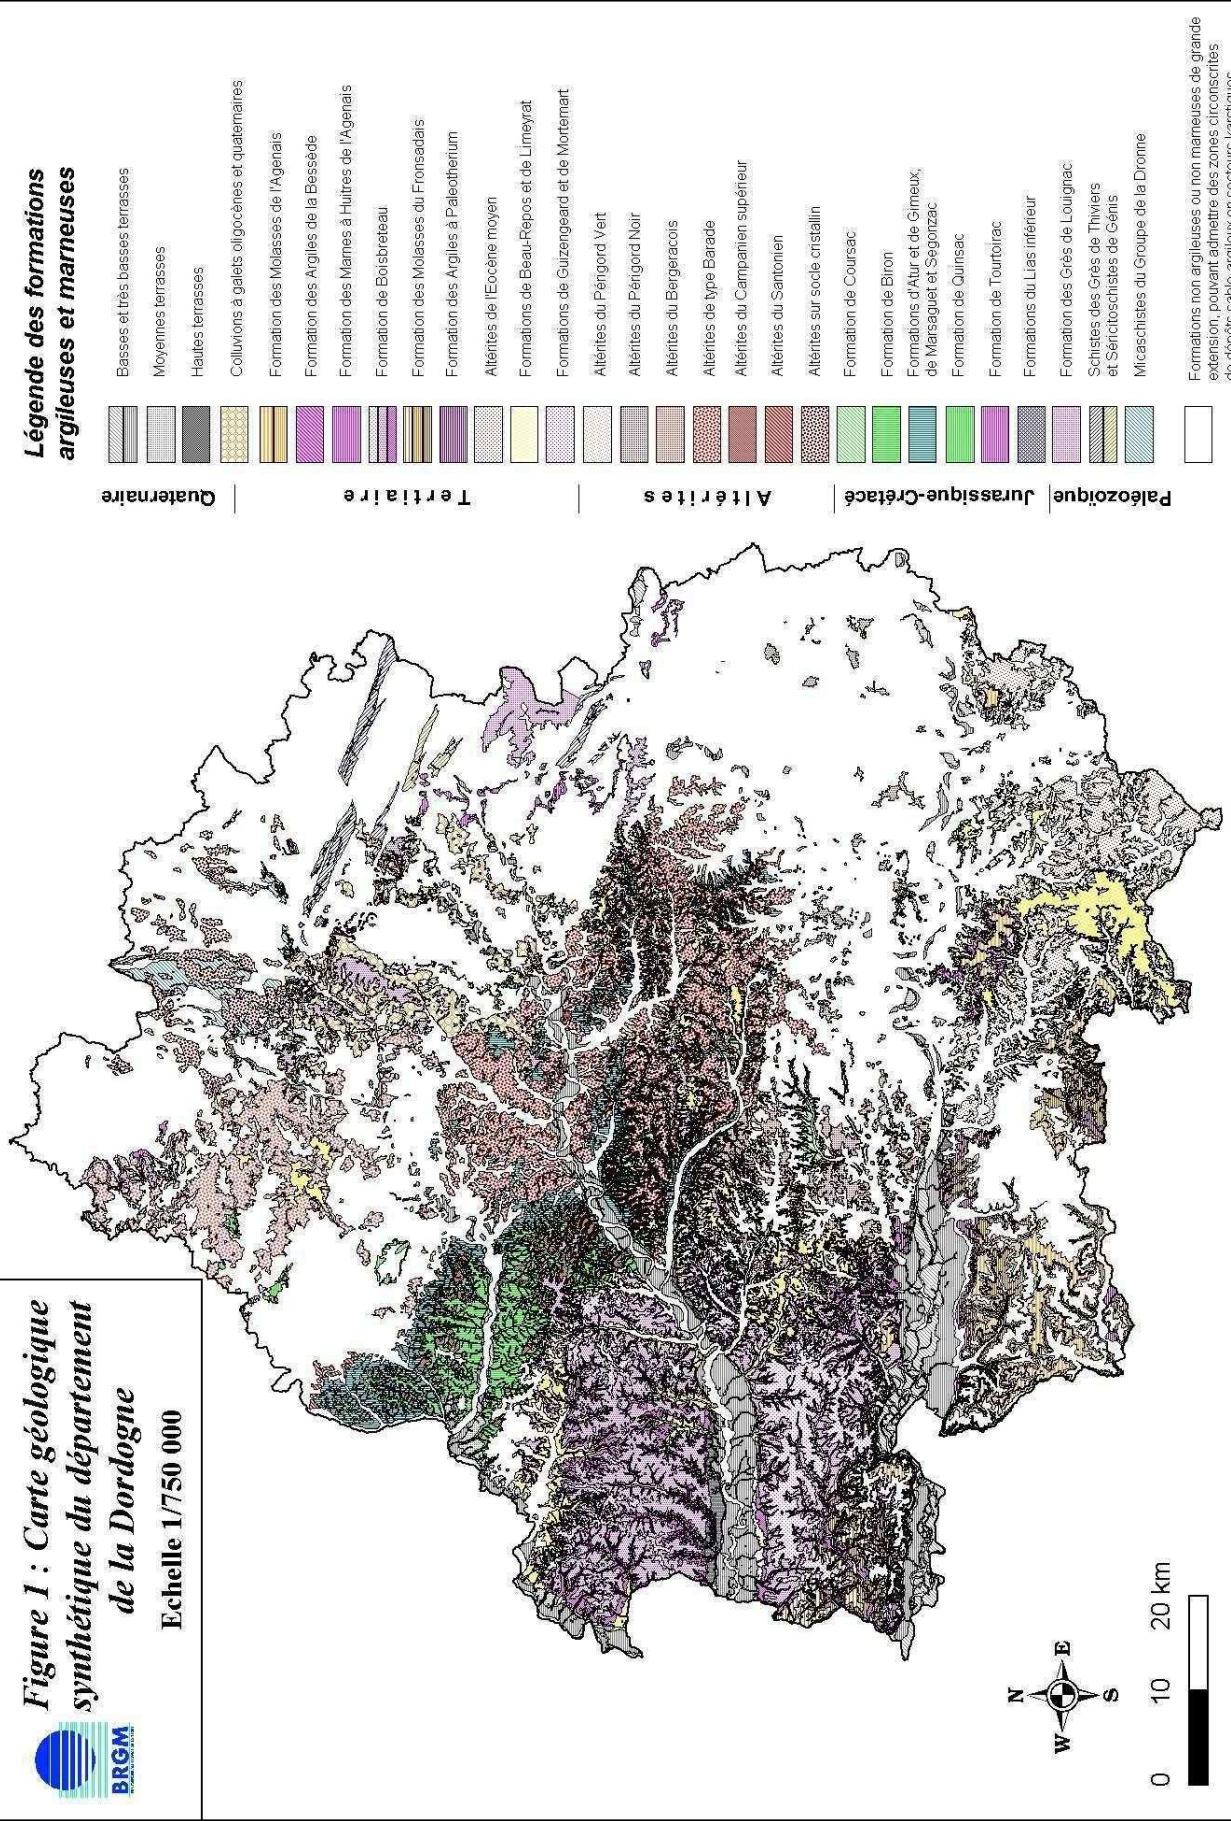 Figure 1 : Carte géologique
synthétique du département
de la Dordogne
Echelle 1/750 000
BRGM
Légende des formations
argileuses et marneuses
Quaternaire
Basses et très basses terrasses
Moyennes terrasses
Hautes terrasses
Colluvions à galets oligocènes et quaternaires
Tertiaire
Formation des Molasses de l'Agenais
Formation des Argiles de la Bessède
Formation des Marnes à Huitres de l'Agenais
Formation de Boisbreteau
Formation des Molasses du Fronsadais
Formation des Argiles à Paleotherium
Altérites de l'Eocène moyen
Formations de Beau-Repos et de Limeyrat
Formations de Guizengeard et de Mortemart
Altérites
Altérites du Périgord Vert
Altérites du Périgord Noir
Altérites du Bergeracois
Altérites de type Barade
Altérites du Campanien supérieur
Altérites du Santonien
Altérites sur socle cristallin
Jurassique-Crétacé
Formation de Coursac
Formation de Biron
Formations d'Atur et de Gimeux,
de Marsaguet et Segonzac
Formation de Quinsac
Formation de Tourtoirac
Formations du Lias inférieur
Paléozoïque
Formation des Grès de Louignac
Schistes des Grès de Thiviers
et Séricitoschistes de Génis
Micaschistes du Groupe de la Dronne
Formations non argileuses ou non marneuses de grande
extension, pouvant admettre des zones circonscrites
de dépôts sablo-argileux en secteurs karstiques
N
W
E
S
0 10 20 km